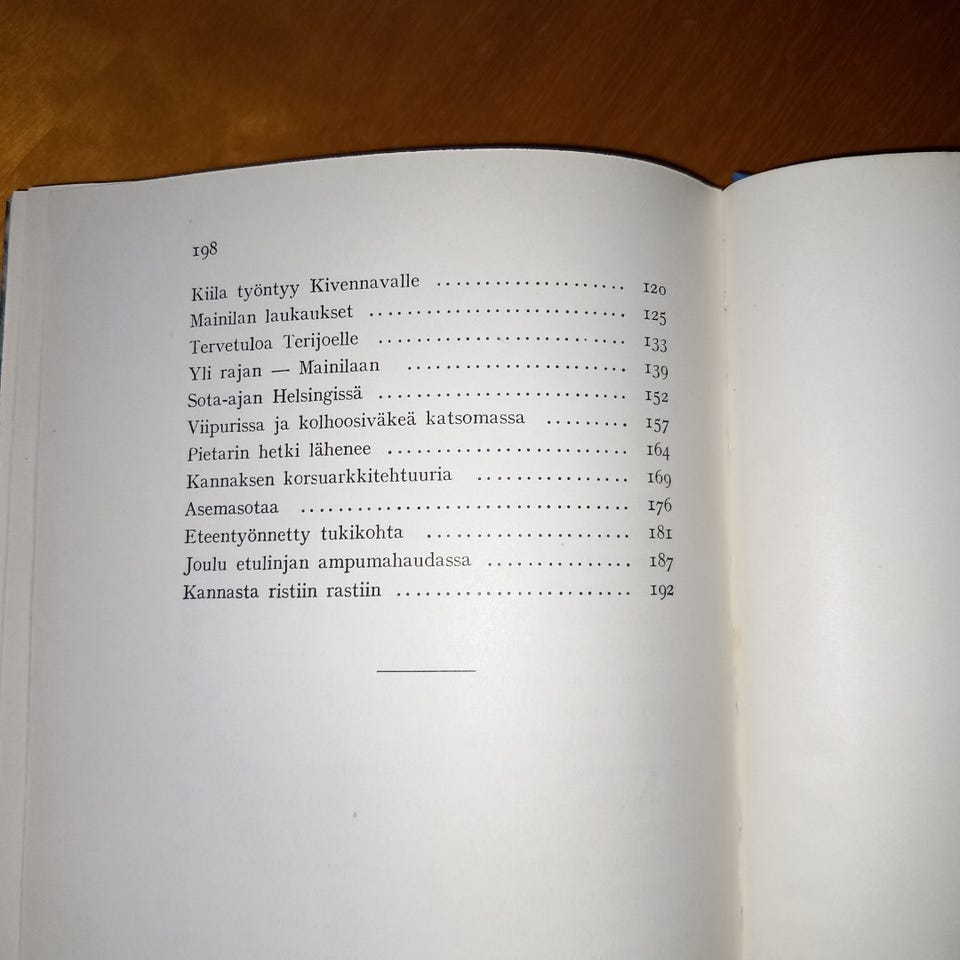 198
Kiila työntyy Kivennavalle .................... 120
Mainilan laukaukset ........................... 125
Tervetuloa Terijoelle .......................... 133
Yli rajan — Mainilaan ....................... 139
Sota-ajan Helsingissä .......................... 152
Viipurissa ja kolhoosiväkeä katsomassa ......... 157
Pietarin hetki lähenee ......................... 164
Kannaksen korsuarkkitehtuuria ................ 169
Asemasotaa .................................. 176
Eteentyönnetty tukikohta ..................... 181
Joulu etulinjan ampumahaudassa ............... 187
Kannasta ristiin rastiin ........................ 192